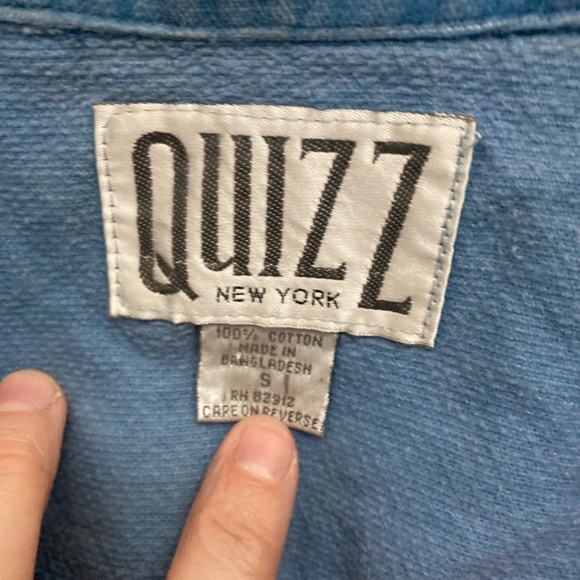 QUIZZ
NEW YORK
100% COTTON
MADE IN
BANGLADESH
S
RN 82912
CARE ON REVERSE